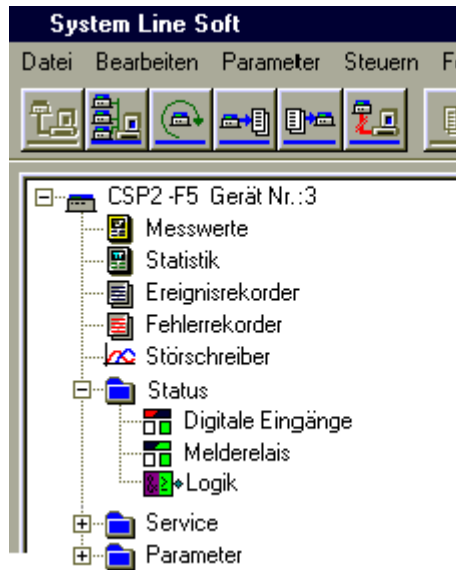 System Line Soft
Datei Bearbeiten Parameter Steuern
CSP2 -F5 Gerät Nr.:3
Messwerte
Statistik
Ereignisrekorder
Fehlerrekorder
Störschreiber
Status
Digitale Eingänge
Melderelais
Logik
Service
Parameter